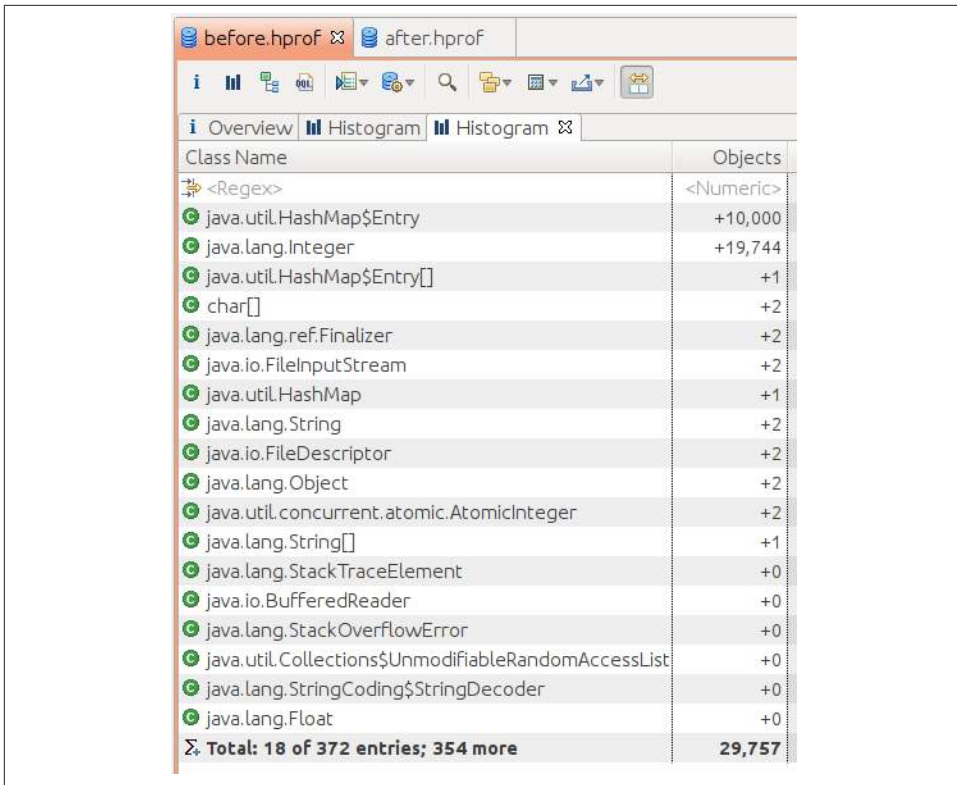 before.hprof after.hprof
i Overview Histogram Histogram
Class Name Objects
<Regex> <Numeric>
java.util.HashMap$Entry +10,000
java.lang.Integer +19,744
java.util.HashMap$Entry[] +1
char[] +2
java.lang.ref.Finalizer +2
java.io.FileInputStream +2
java.util.HashMap +1
java.lang.String +2
java.io.FileDescriptor +2
java.lang.Object +2
java.util.concurrent.atomic.AtomicInteger +2
java.lang.String[] +1
java.lang.StackTraceElement +0
java.io.BufferedReader +0
java.lang.StackOverflowError +0
java.util.Collections$UnmodifiableRandomAccessList +0
java.lang.StringCoding$StringDecoder +0
java.lang.Float +0
Σ Total: 18 of 372 entries; 354 more 29,757